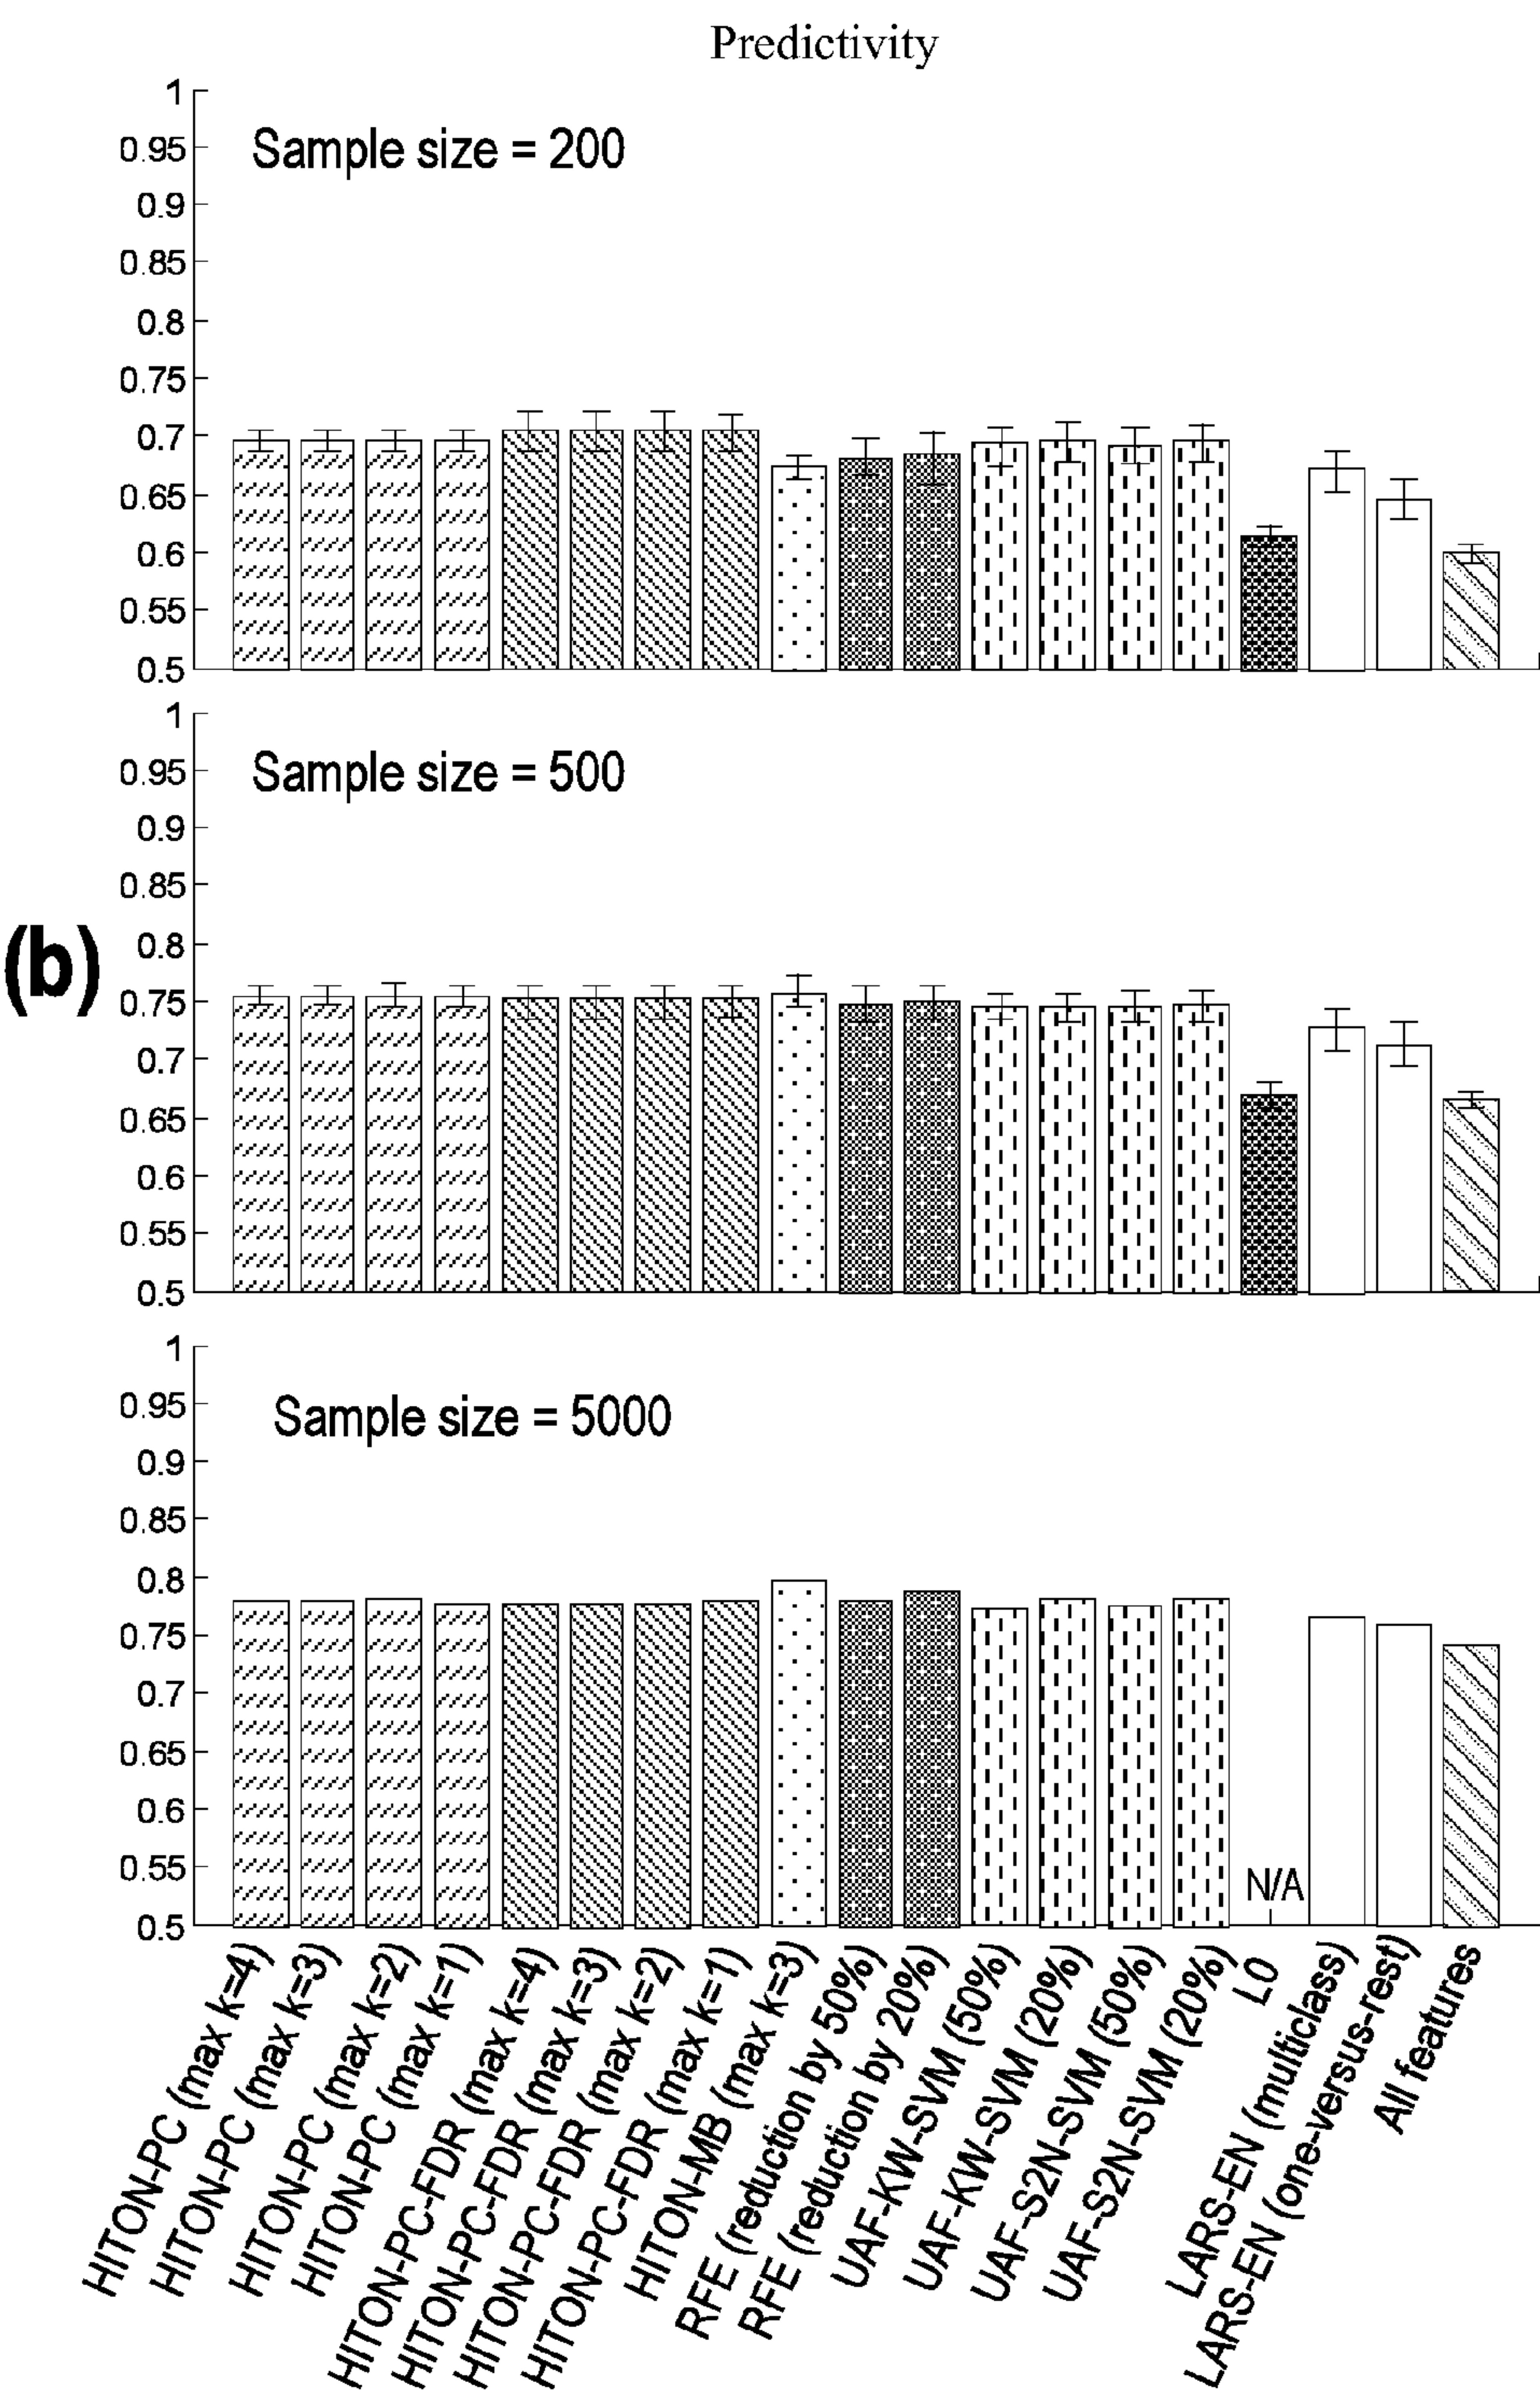 Predictivity
1
0.95
0.9
0.85
0.8
0.75
0.7
0.65
0.6
0.55
0.5
Sample size = 200
1
0.95
0.9
0.85
0.8
0.75
0.7
0.65
0.6
0.55
0.5
Sample size = 500
(b)
1
0.95
0.9
0.85
0.8
0.75
0.7
0.65
0.6
0.55
0.5
Sample size = 5000
N/A
HITON-PC (max k=4)
HITON-PC (max k=3)
HITON-PC (max k=2)
HITON-PC (max k=1)
HITON-PC-FDR (max k=4)
HITON-PC-FDR (max k=3)
HITON-PC-FDR (max k=2)
HITON-PC-FDR (max k=1)
HITON-MB (max k=3)
RFE (reduction by 50%)
RFE (reduction by 20%)
UAF-KW-SVM (50%)
UAF-KW-SVM (20%)
UAF-S2N-SVM (50%)
UAF-S2N-SVM (20%)
L0
LARS-EN (multiclass)
LARS-EN (one-versus-rest)
All features